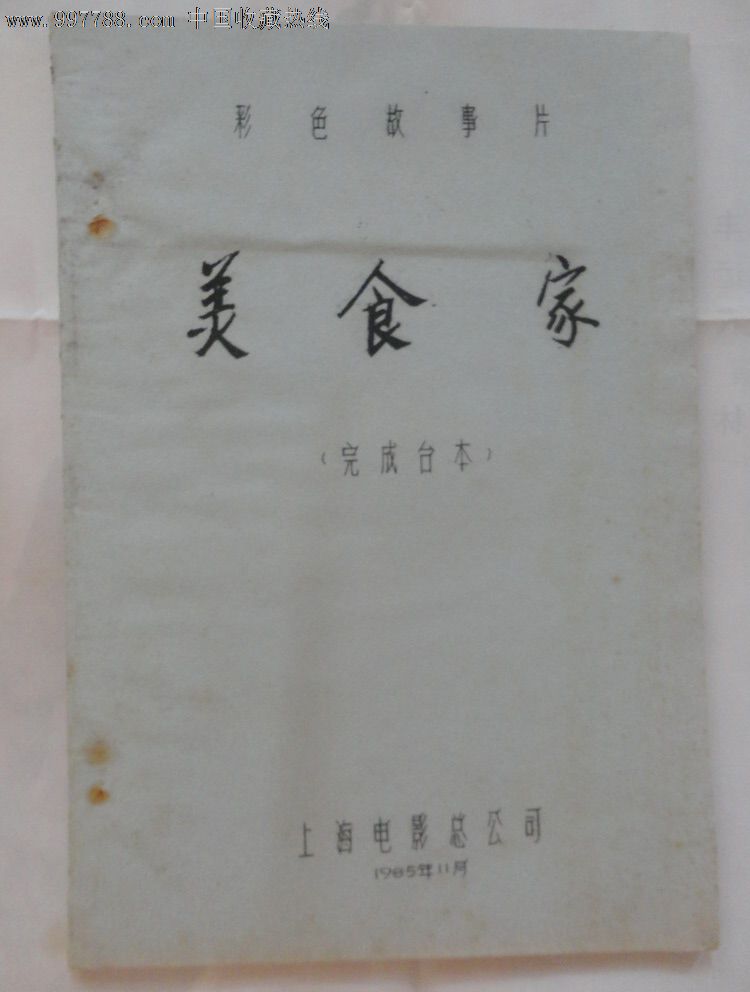 www.997788.com 中国收藏热线
彩色故事片
美食家
(完成台本)
上海电影总公司
1985年11月